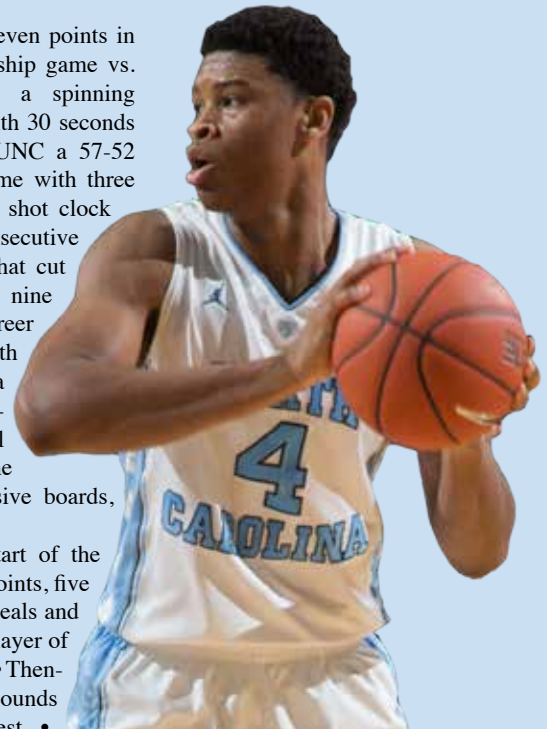 even points in
ship game vs.
a spinning
th 30 seconds
UNC a 57-52
me with three
shot clock
secutive
hat cut
nine
reer
th
a
-
l
ne
sive boards,
tart of the
oints, five
eals and
ayer of
• Then-
ounds
est. •
4
CAROLINA